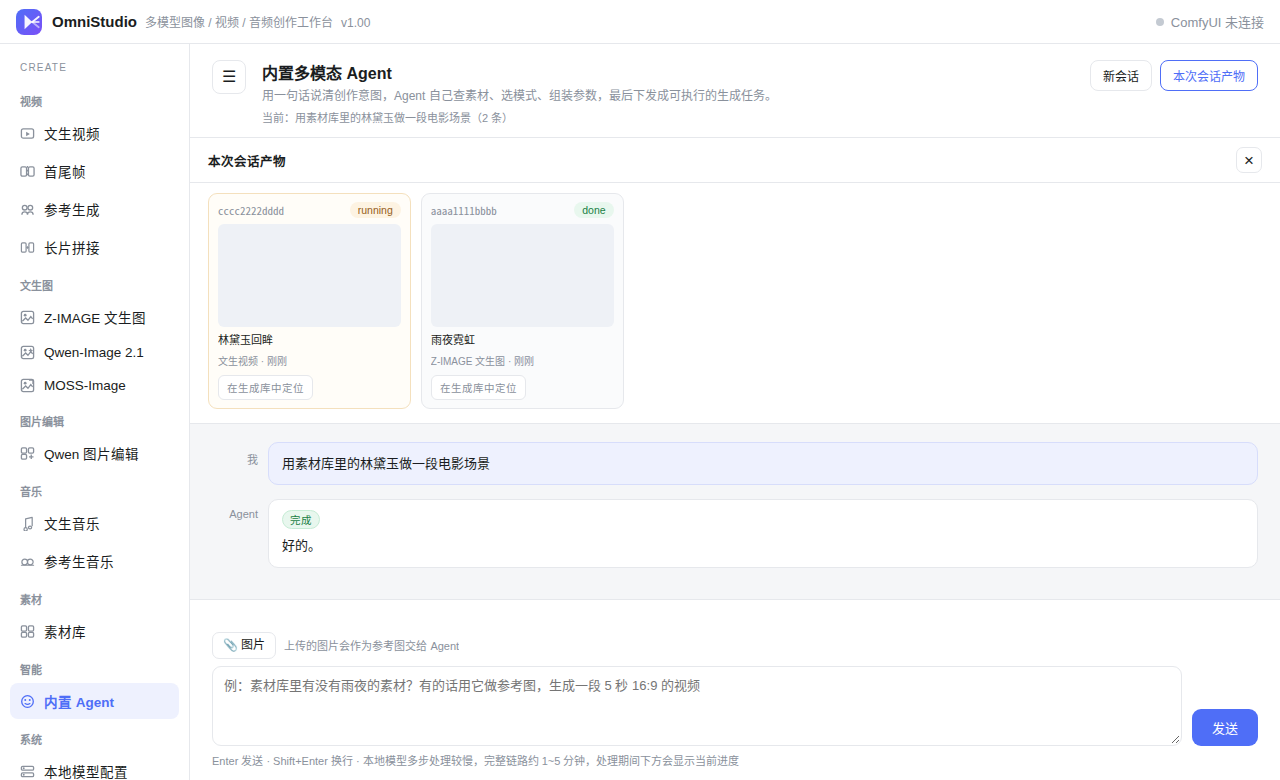 OmniStudio 多模型图像 / 视频 / 音频创作工作台 v1.00
ComfyUI 未连接
CREATE
视频
文生视频
首尾帧
参考生成
长片拼接
文生图
Z-IMAGE 文生图
Qwen-Image 2.1
MOSS-Image
图片编辑
Qwen 图片编辑
音乐
文生音乐
参考生音乐
素材
素材库
智能
内置 Agent
系统
本地模型配置
内置多模态 Agent
用一句话说清创作意图，Agent 自己查素材、选模式、组装参数，最后下发成可执行的生成任务。
当前：用素材库里的林黛玉做一段电影场景（2 条）
新会话
本次会话产物
本次会话产物
cccc2222dddd
running
林黛玉回眸
文生视频 · 刚刚
在生成库中定位
aaaa1111bbbb
done
雨夜霓虹
Z-IMAGE 文生图 · 刚刚
在生成库中定位
我
用素材库里的林黛玉做一段电影场景
Agent
完成
好的。
图片
上传的图片会作为参考图交给 Agent
例：素材库里有没有雨夜的素材？有的话用它做参考图，生成一段 5 秒 16:9 的视频
发送
Enter 发送 · Shift+Enter 换行 · 本地模型多步处理较慢，完整链路约 1~5 分钟，处理期间下方会显示当前进度